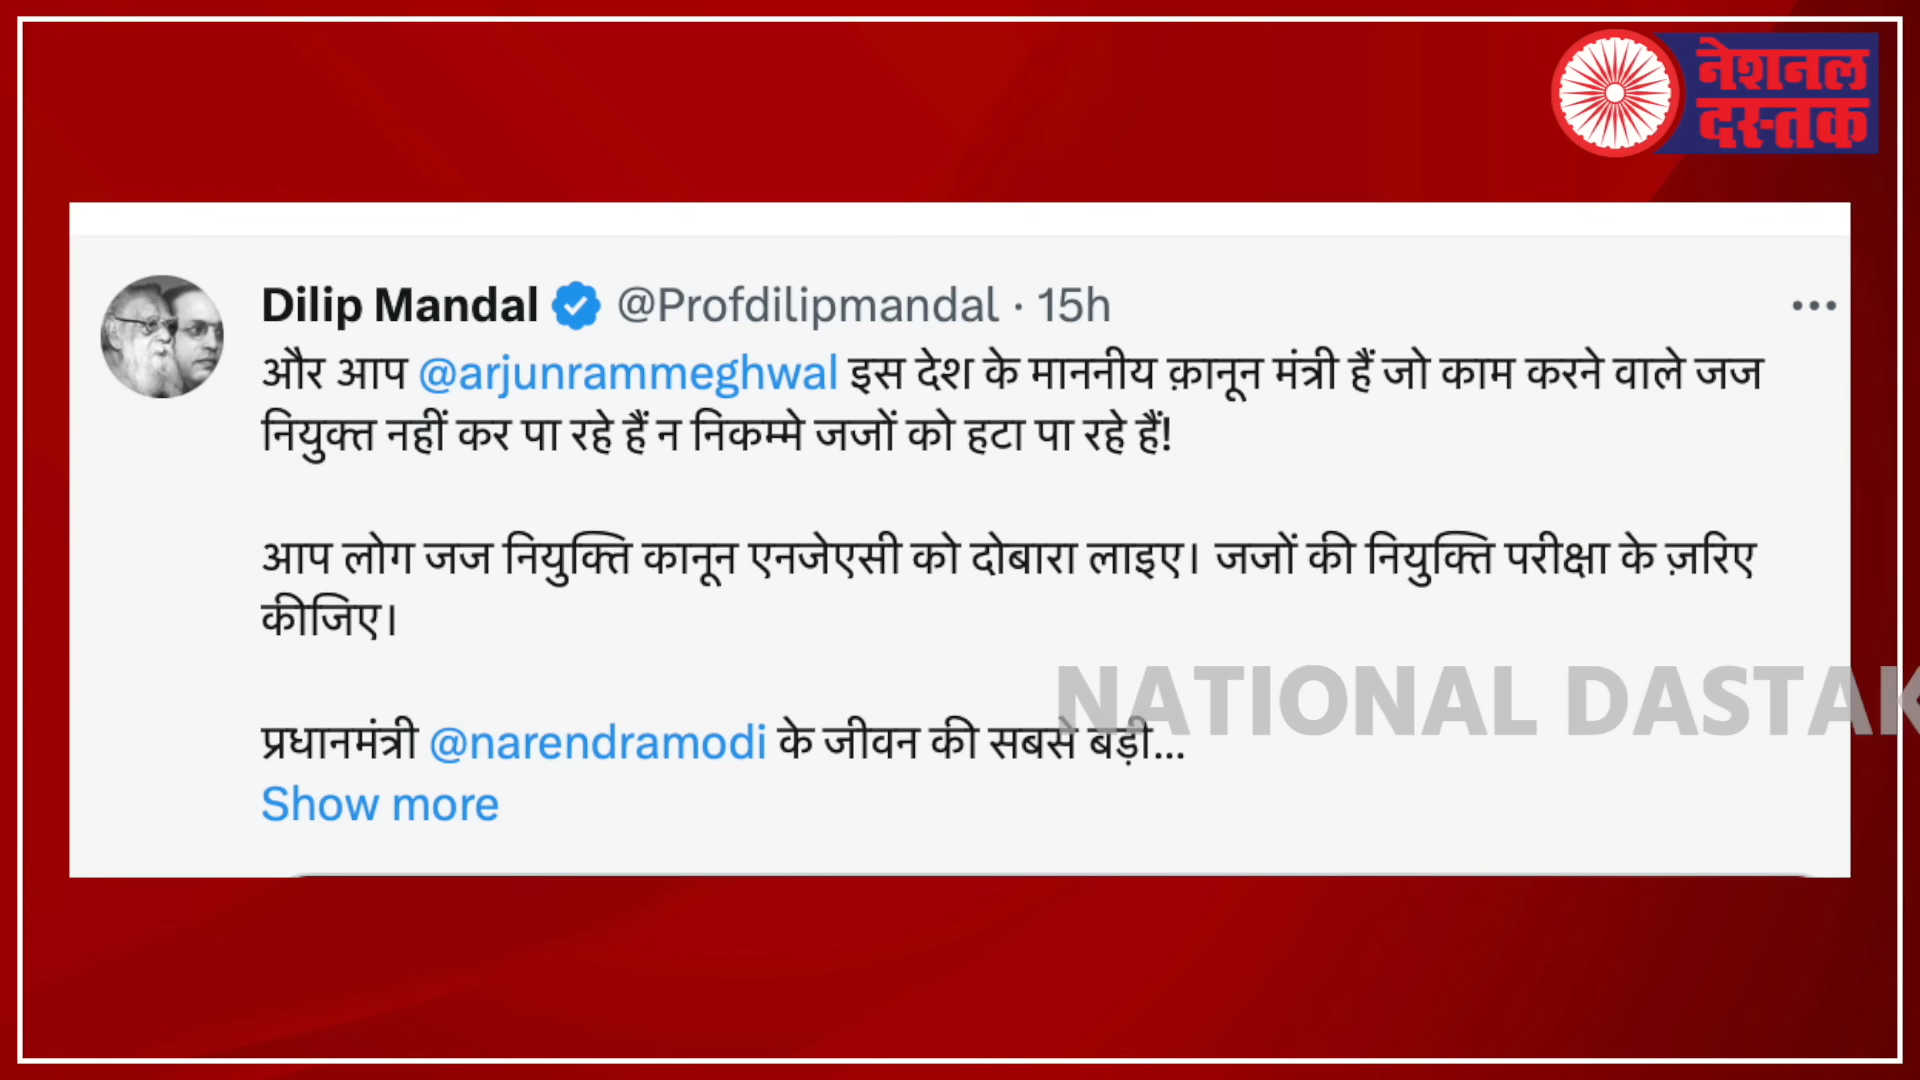 नेशनल
दस्तक
Dilip Mandal @Profdilipmandal · 15h
और आप @arjunrammeghwal इस देश के माननीय क़ानून मंत्री हैं जो काम करने वाले जज
नियुक्त नहीं कर पा रहे हैं न निकम्मे जजों को हटा पा रहे हैं!
आप लोग जज नियुक्ति कानून एनजेएसी को दोबारा लाइए। जजों की नियुक्ति परीक्षा के ज़रिए
कीजिए।
NATIONAL DASTAK
प्रधानमंत्री @narendramodi के जीवन की सबसे बड़ी...
Show more